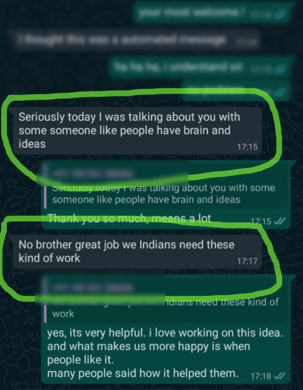 your most welcome !
I thought this was a automated message
ha ha ha, i understand sir
Seriously today I was talking about you with
some someone like people have brain and
ideas
17:15
Seriously today I was talking about you with
some someone like people have brain and
ideas
Thank you so much, means a lot
17:15
No brother great job we Indians need these
kind of work
17:17
Indians need these kind of
work
yes, its very helpful. i love working on this idea.
and what makes us more happy is when
people like it.
many people said how it helped them.
17:18